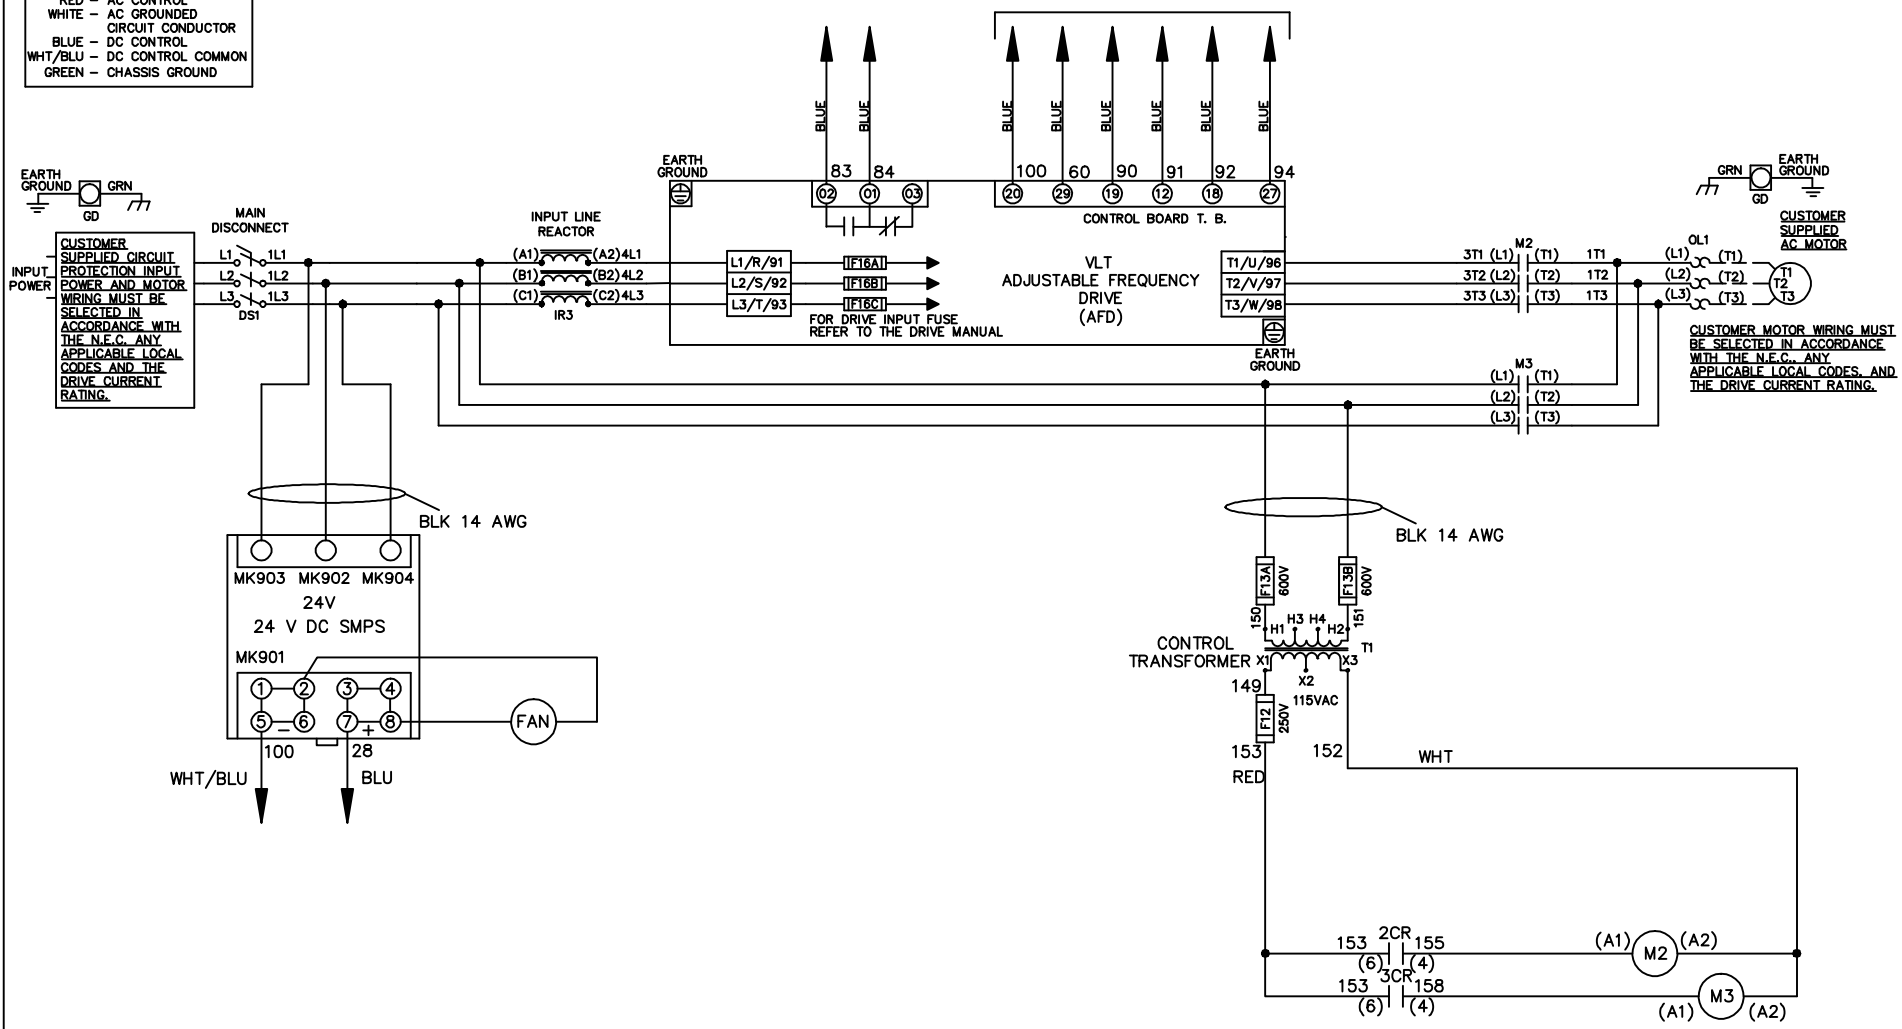 RED – AC CONTROL
WHITE – AC GROUNDED
CIRCUIT CONDUCTOR
BLUE – DC CONTROL
WHT/BLU – DC CONTROL COMMON
GREEN – CHASSIS GROUND
BLUE
BLUE
BLUE
BLUE
BLUE
BLUE
BLUE
BLUE
EARTH
GROUND
GRN
GD
EARTH
GROUND
83 84
02 01 03
100 60 90 91 92 94
20 29 19 12 18 27
CONTROL BOARD T. B.
GRN
EARTH
GROUND
GD
CUSTOMER
SUPPLIED
AC MOTOR
INPUT
POWER
CUSTOMER
SUPPLIED CIRCUIT
PROTECTION INPUT
POWER AND MOTOR
WIRING MUST BE
SELECTED IN
ACCORDANCE WITH
THE N.E.C. ANY
APPLICABLE LOCAL
CODES AND THE
DRIVE CURRENT
RATING.
MAIN
DISCONNECT
L1 1L1
L2 1L2
L3 1L3
DS1
INPUT LINE
REACTOR
(A1) (A2) 4L1
(B1) (B2) 4L2
(C1) (C2) 4L3
IR3
L1/R/91
L2/S/92
L3/T/93
F16A
F16B
F16C
FOR DRIVE INPUT FUSE
REFER TO THE DRIVE MANUAL
VLT
ADJUSTABLE FREQUENCY
DRIVE
(AFD)
T1/U/96
T2/V/97
T3/W/98
EARTH
GROUND
M2
3T1 (L1) (T1) 1T1
3T2 (L2) (T2) 1T2
3T3 (L3) (T3) 1T3
OL1
(L1) (T1)
(L2) (T2)
(L3) (T3)
T1
T2
T3
CUSTOMER MOTOR WIRING MUST
BE SELECTED IN ACCORDANCE
WITH THE N.E.C., ANY
APPLICABLE LOCAL CODES, AND
THE DRIVE CURRENT RATING.
M3
(L1) (T1)
(L2) (T2)
(L3) (T3)
BLK 14 AWG
MK903 MK902 MK904
24V
24 V DC SMPS
MK901
1 2 3 4
5 – 6 7 + 8
FAN
100 28
WHT/BLU BLU
BLK 14 AWG
F13A
600V
F13B
600V
150
151
H1 H3 H4 H2
CONTROL
TRANSFORMER
T1
X1 X3
X2
149
115VAC
F12
250V
153
152
RED
WHT
153 2CR 155
(6) (4)
(A1) M2 (A2)
153 3CR 158
(6) (4)
(A1) M3 (A2)